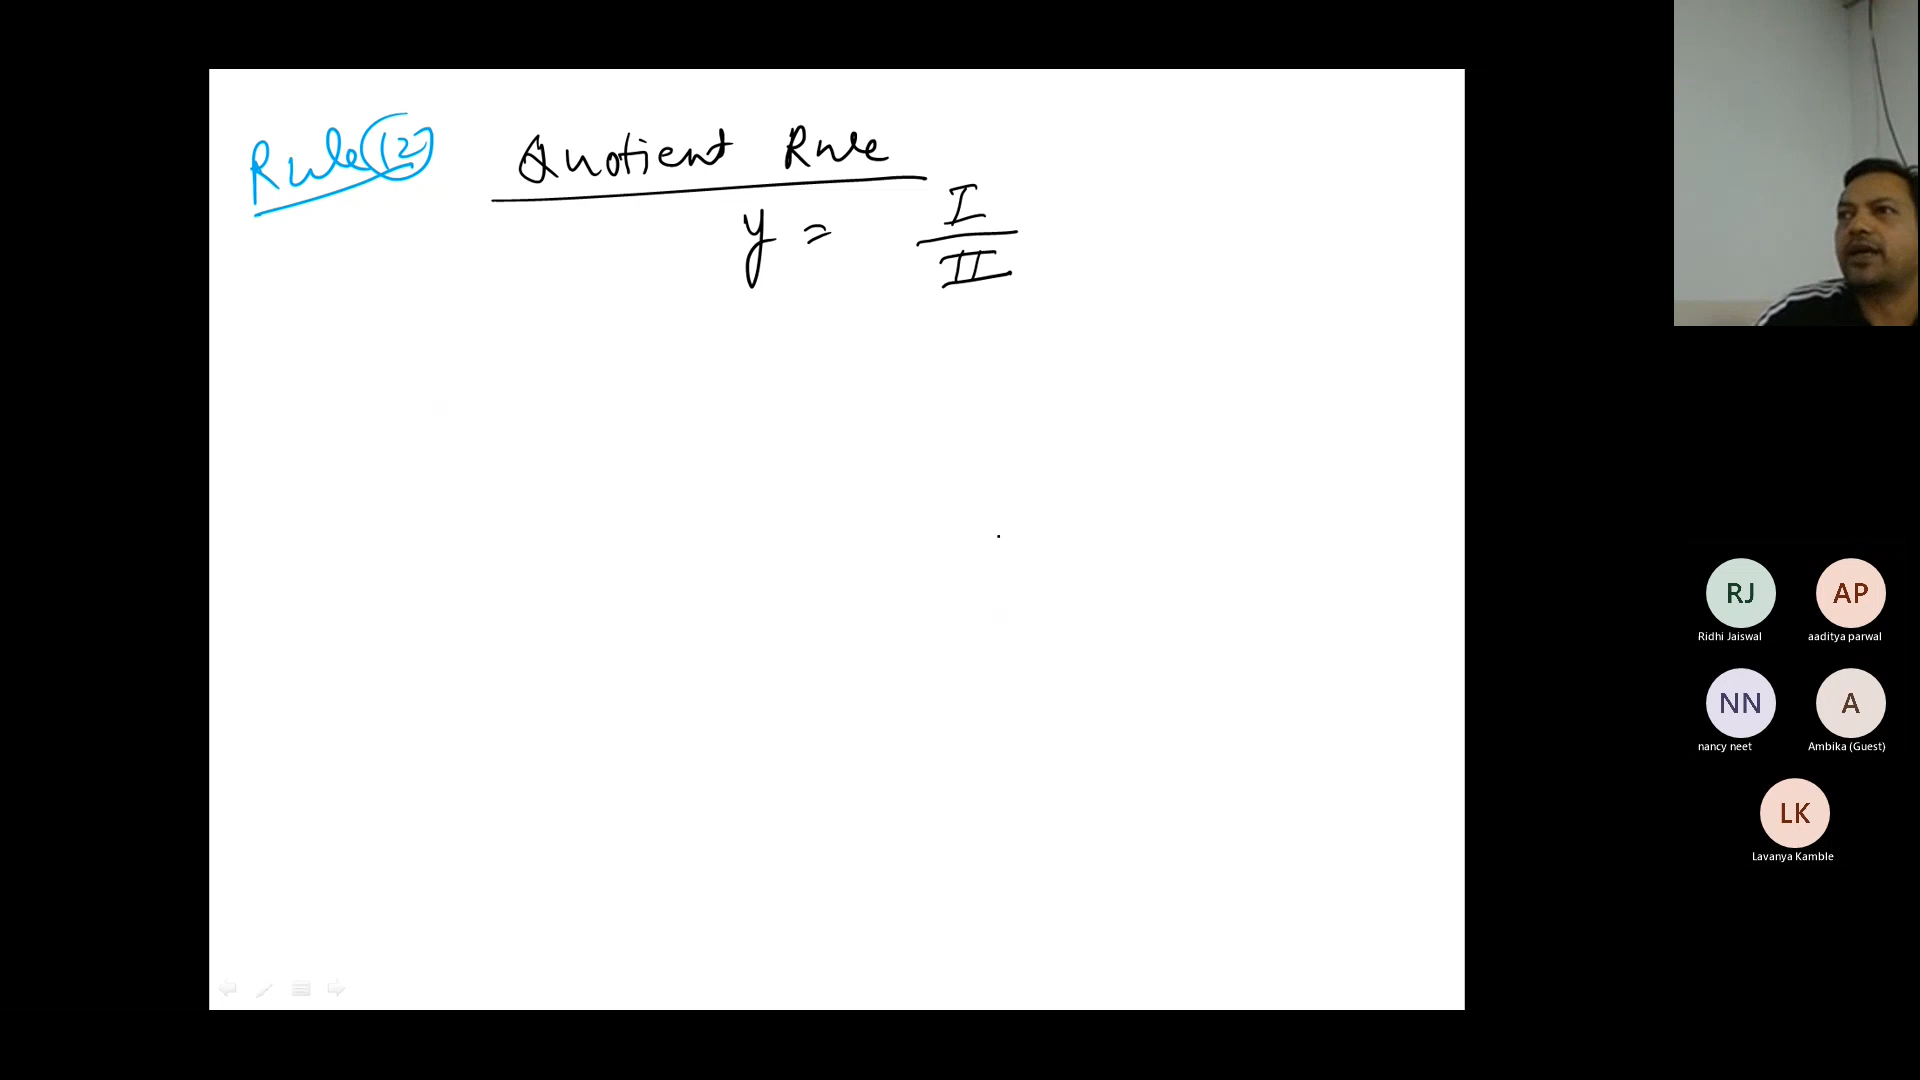 Rule (12) Quotient Rule
y = I
II
RJ AP
Ridhi Jaiswal aaditya parwal
NN A
nancy neet Ambika (Guest)
LK
Lavanya Kamble